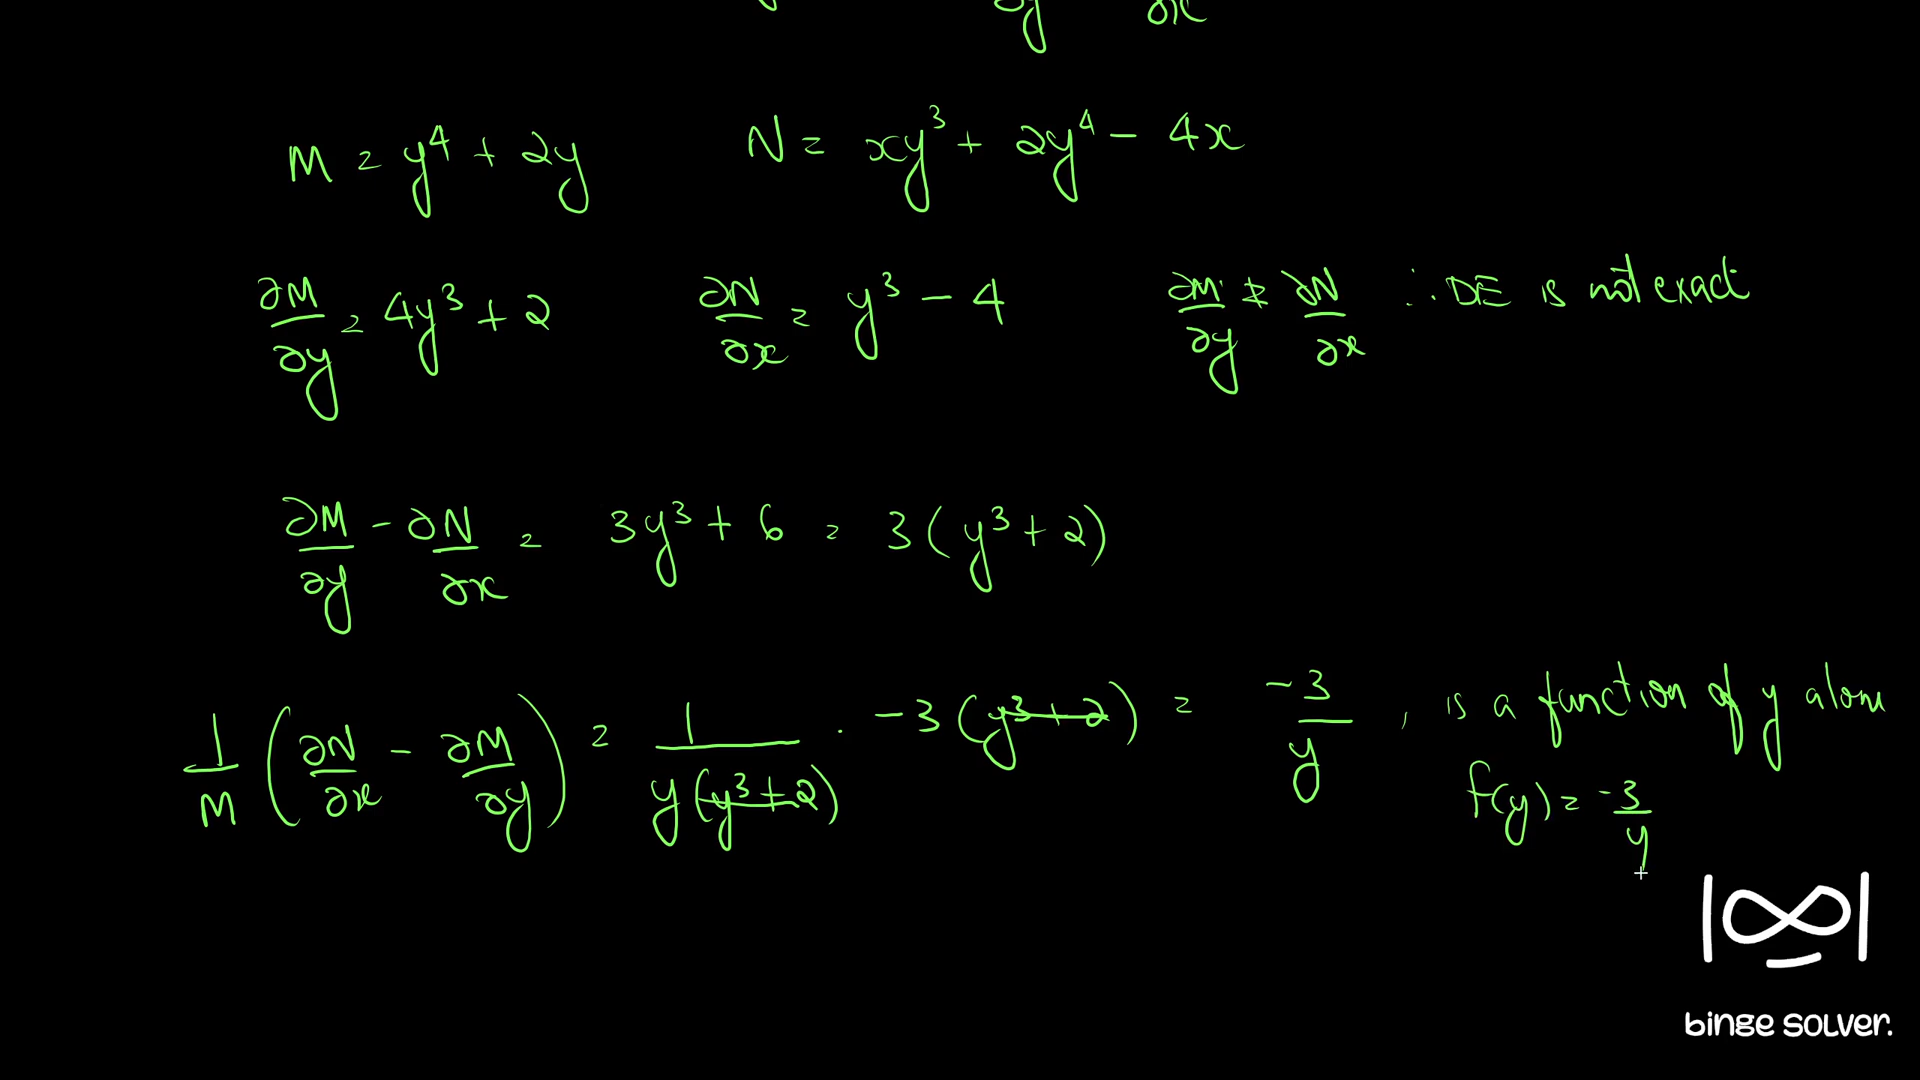 ∂y ∂x
M = y⁴ + 2y N = xy³ + 2y⁴ - 4x
∂M/∂y = 4y³ + 2 ∂N/∂x = y³ - 4 ∂M/∂y ≠ ∂N/∂x ∴ DE is not exact
∂M/∂y - ∂N/∂x = 3y³ + 6 = 3(y³ + 2)
1/M (∂N/∂x - ∂M/∂y) = 1/y(y³+2) · -3(y³+2) = -3/y , is a function of y alone
f(y) = -3/y
binge solver.